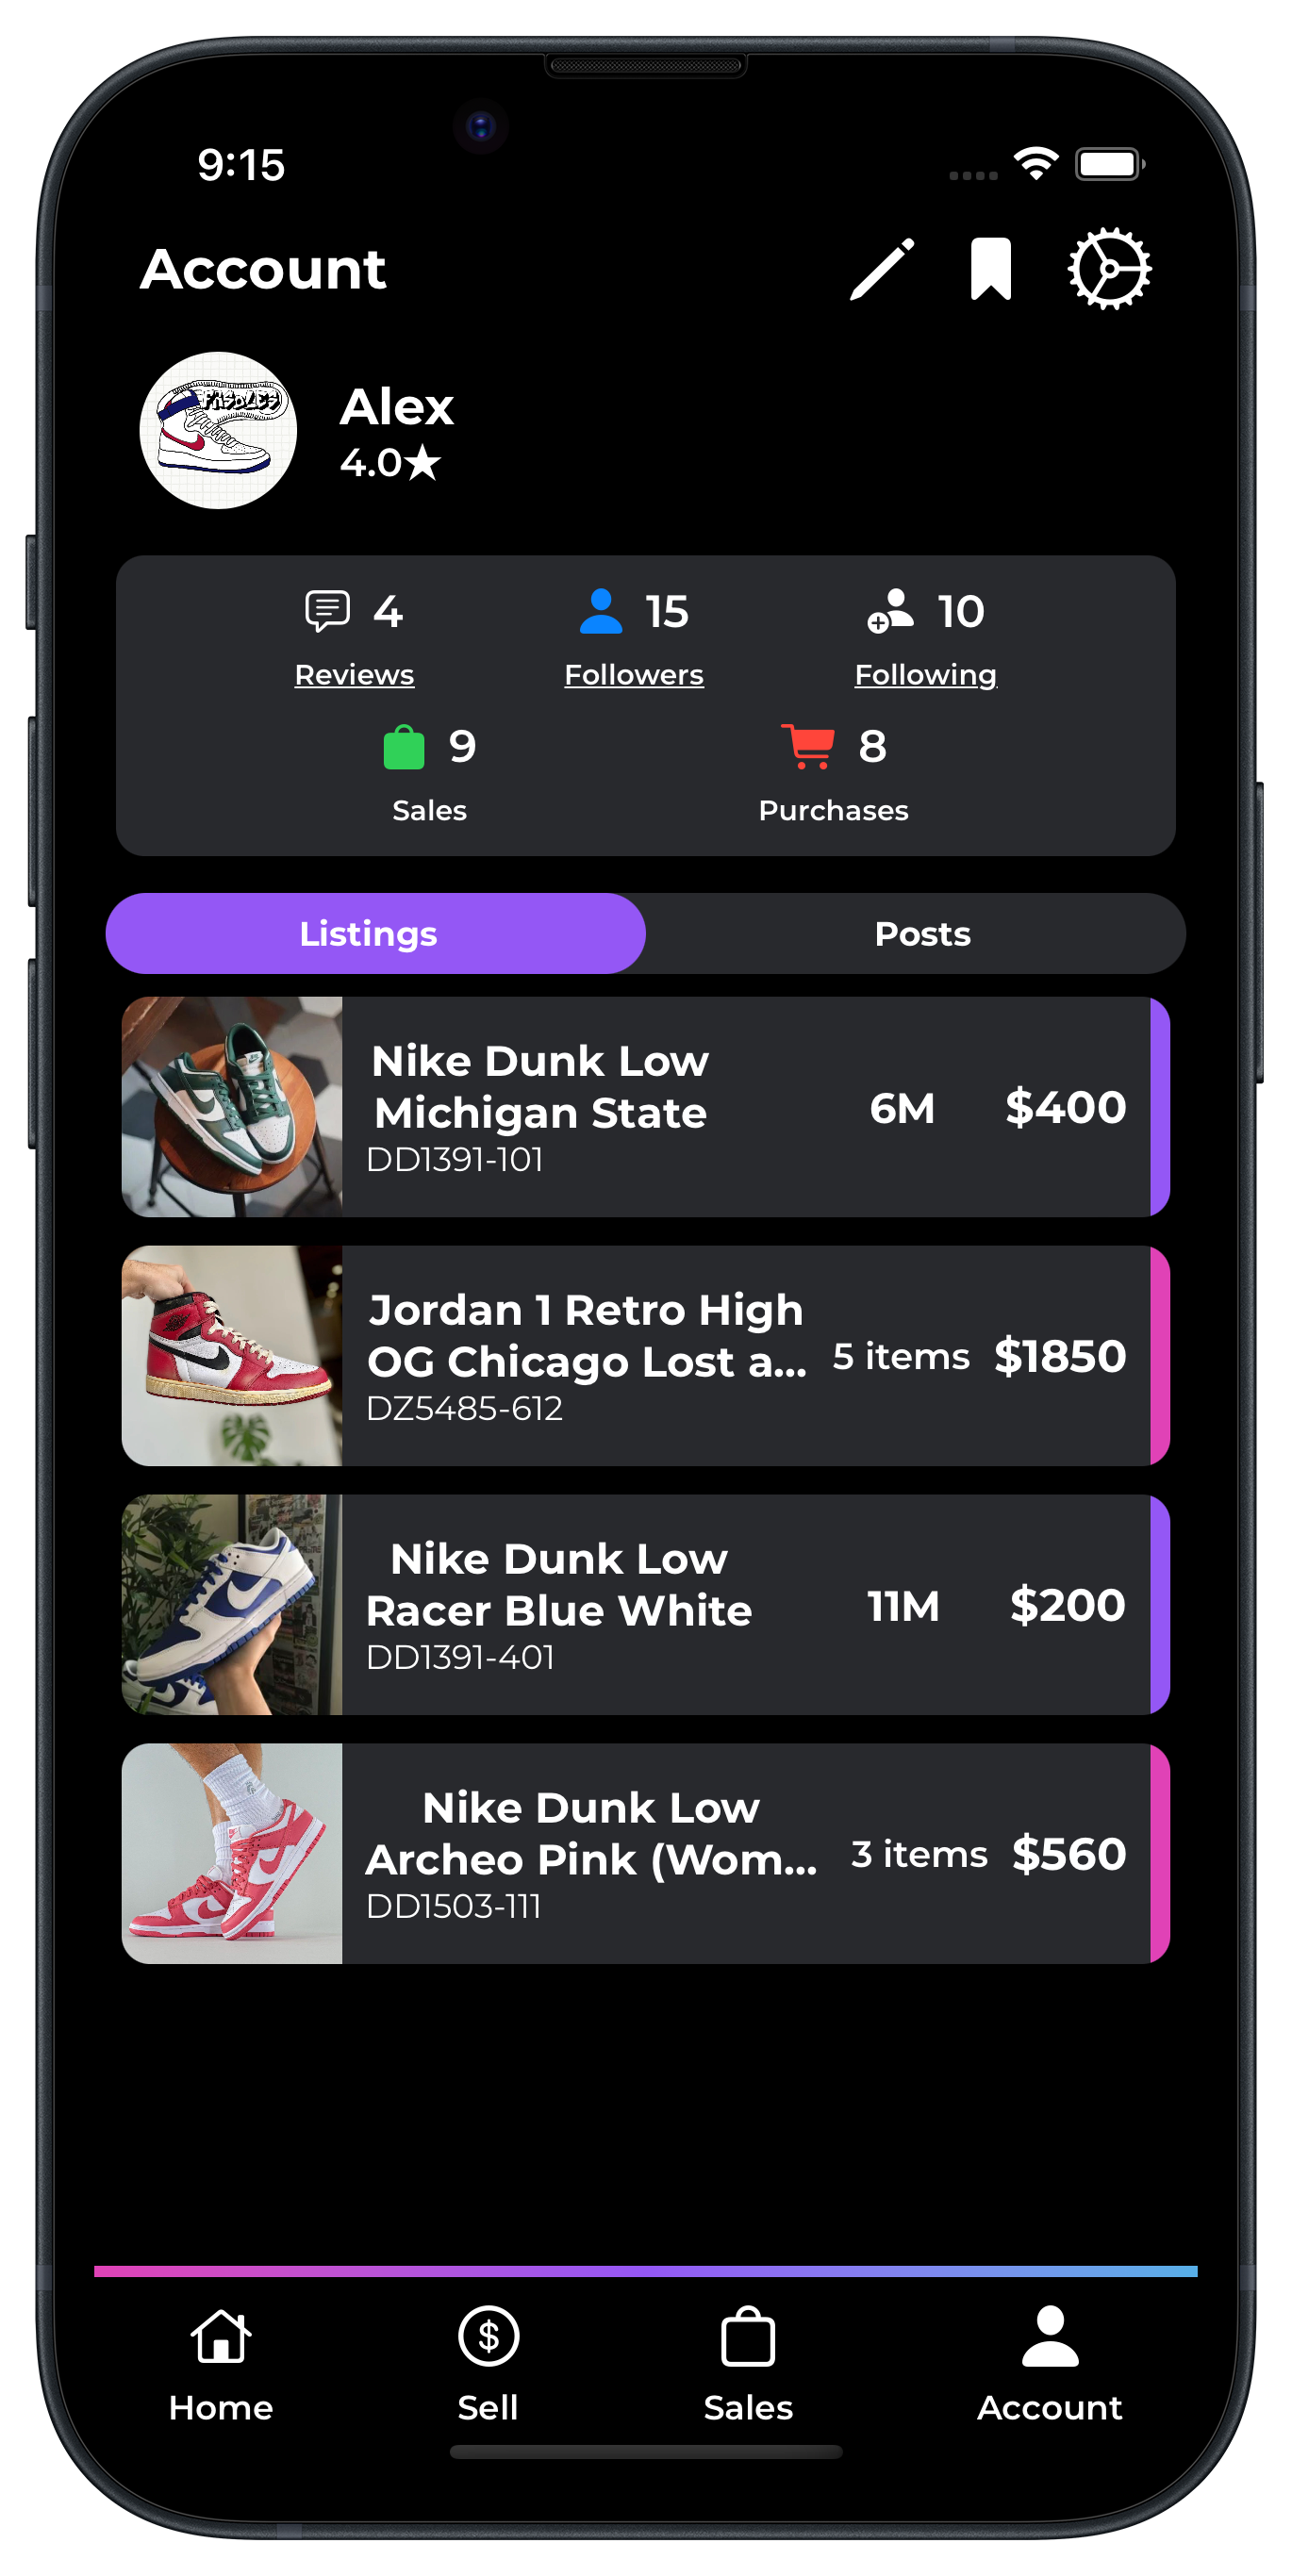 9:15
Account
FASOLES
Alex
4.0★
4 15 10
Reviews Followers Following
9 8
Sales Purchases
Listings Posts
Nike Dunk Low
Michigan State
DD1391-101
6M $400
Jordan 1 Retro High
OG Chicago Lost a...
DZ5485-612
5 items $1850
Nike Dunk Low
Racer Blue White
DD1391-401
11M $200
Nike Dunk Low
Archeo Pink (Wom...
DD1503-111
3 items $560
Home Sell Sales Account